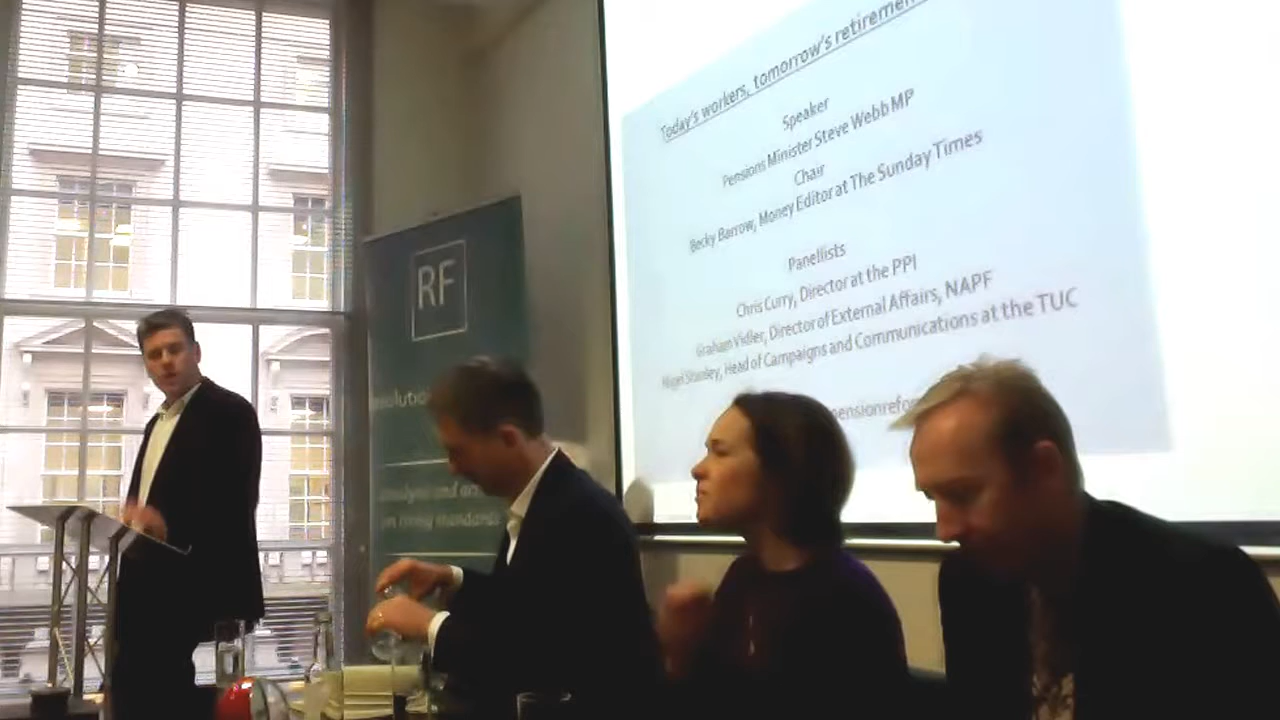 RF
Today's workers, tomorrow's retirement
Speaker
Pensions Minister Steve Webb MP
Chair
Becky Barrow, Money Editor at The Sunday Times
Panellists
Chris Curry, Director at the PPI
Graham Vidler, Director of External Affairs, NAPF
Nigel Stanley, Head of Campaigns and Communications at the TUC